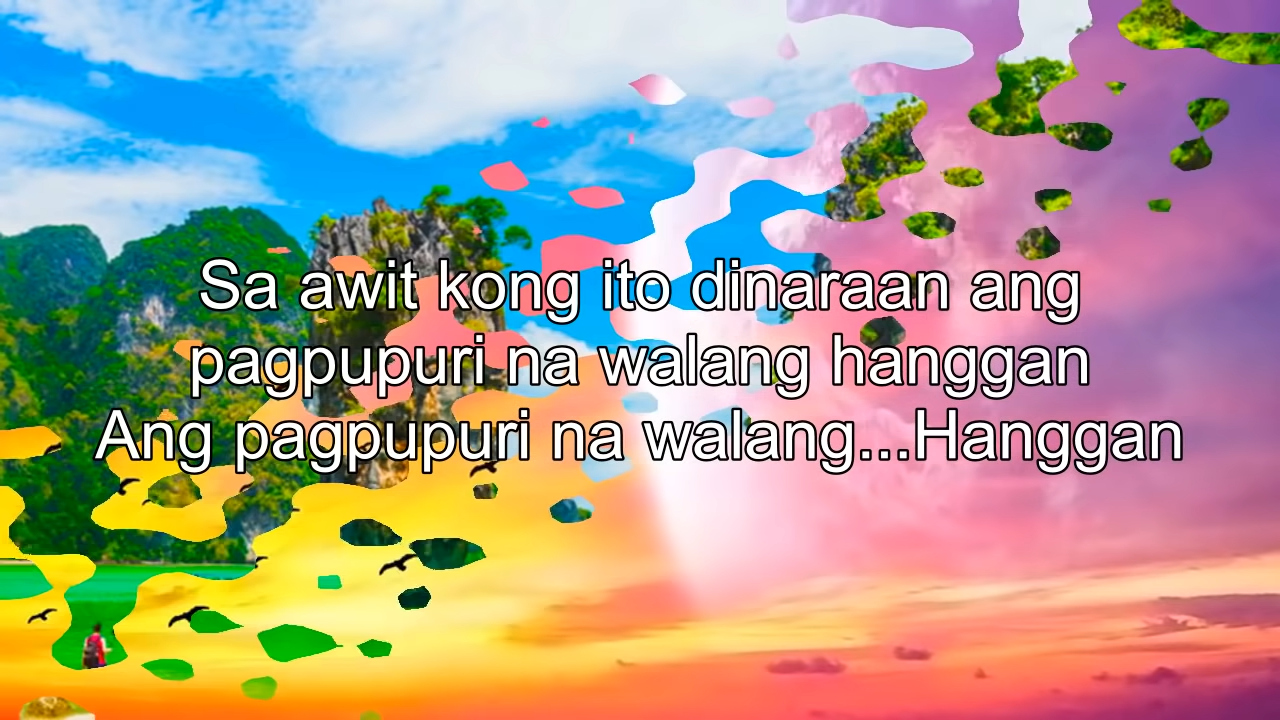 Sa awit kong ito dinaraan ang
pagpupuri na walang hanggan
Ang pagpupuri na walang...Hanggan